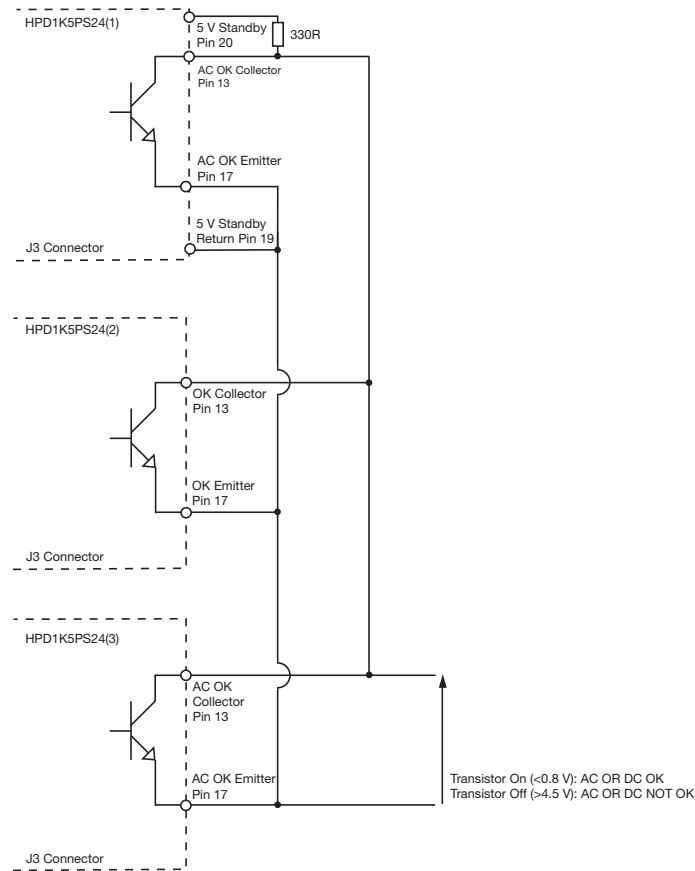 HPD1K5PS24(1)
5 V Standby
Pin 20
330R
AC OK Collector
Pin 13
AC OK Emitter
Pin 17
5 V Standby
Return Pin 19
J3 Connector
HPD1K5PS24(2)
OK Collector
Pin 13
OK Emitter
Pin 17
J3 Connector
HPD1K5PS24(3)
AC OK
Collector
Pin 13
AC OK Emitter
Pin 17
Transistor On (<0.8 V): AC OR DC OK
Transistor Off (>4.5 V): AC OR DC NOT OK
J3 Connector